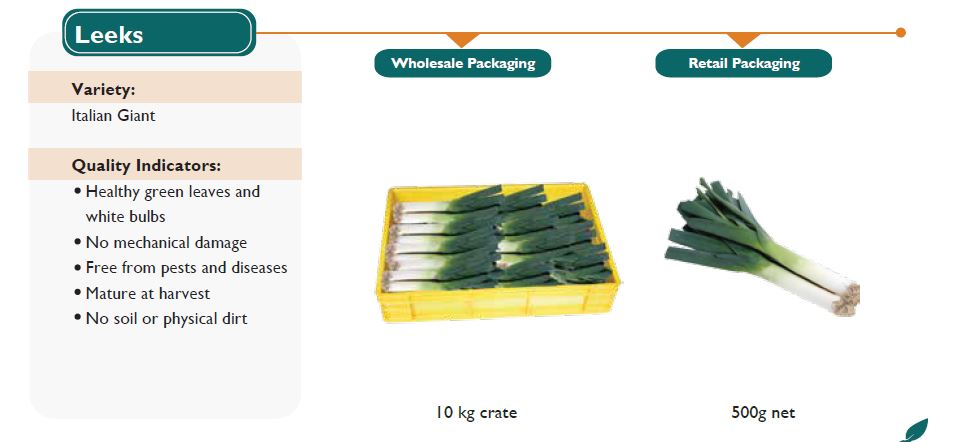 Leeks
Wholesale Packaging
Retail Packaging
Variety:
Italian Giant
Quality Indicators:
• Healthy green leaves and
white bulbs
• No mechanical damage
• Free from pests and diseases
• Mature at harvest
• No soil or physical dirt
10 kg crate
500g net